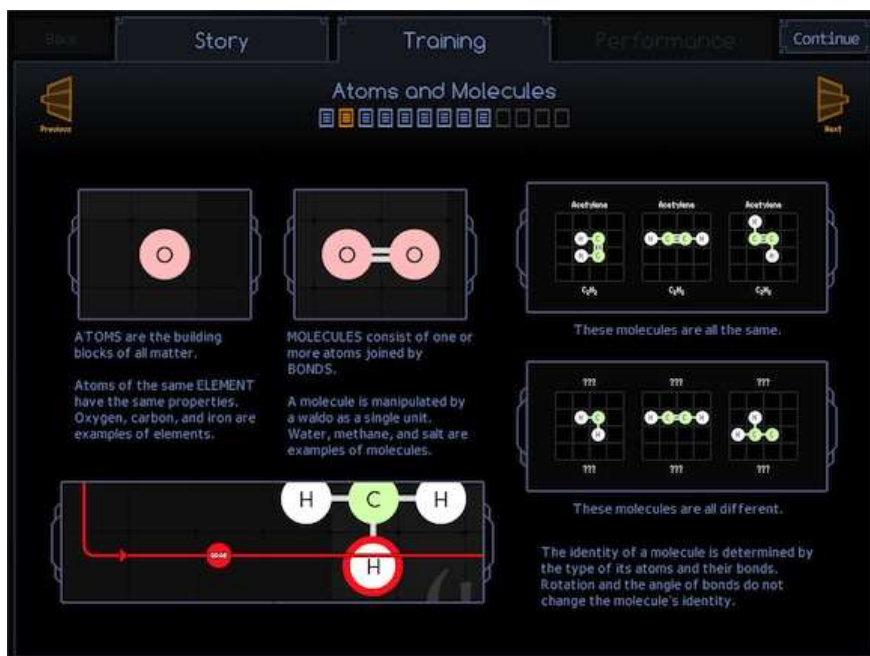 Back
Story
Training
Performance
Continue
Atoms and Molecules
Previous
Next
O
O
O
ATOMS are the building
blocks of all matter.
Atoms of the same ELEMENT
have the same properties.
Oxygen, carbon, and iron are
examples of elements.
MOLECULES consist of one or
more atoms joined by
BONDS.
A molecule is manipulated by
a waldo as a single unit.
Water, methane, and salt are
examples of molecules.
H
C
H
H
Acetylene
Acetylene
Acetylene
H C
H C
H C C H
H
C C
H
C₂H₂
C₂H₂
C₂H₂
These molecules are all the same.
???
???
???
H C
H
H C C H
H
H C C
???
???
???
These molecules are all different.
The identity of a molecule is determined by
the type of its atoms and their bonds.
Rotation and the angle of bonds do not
change the molecule's identity.